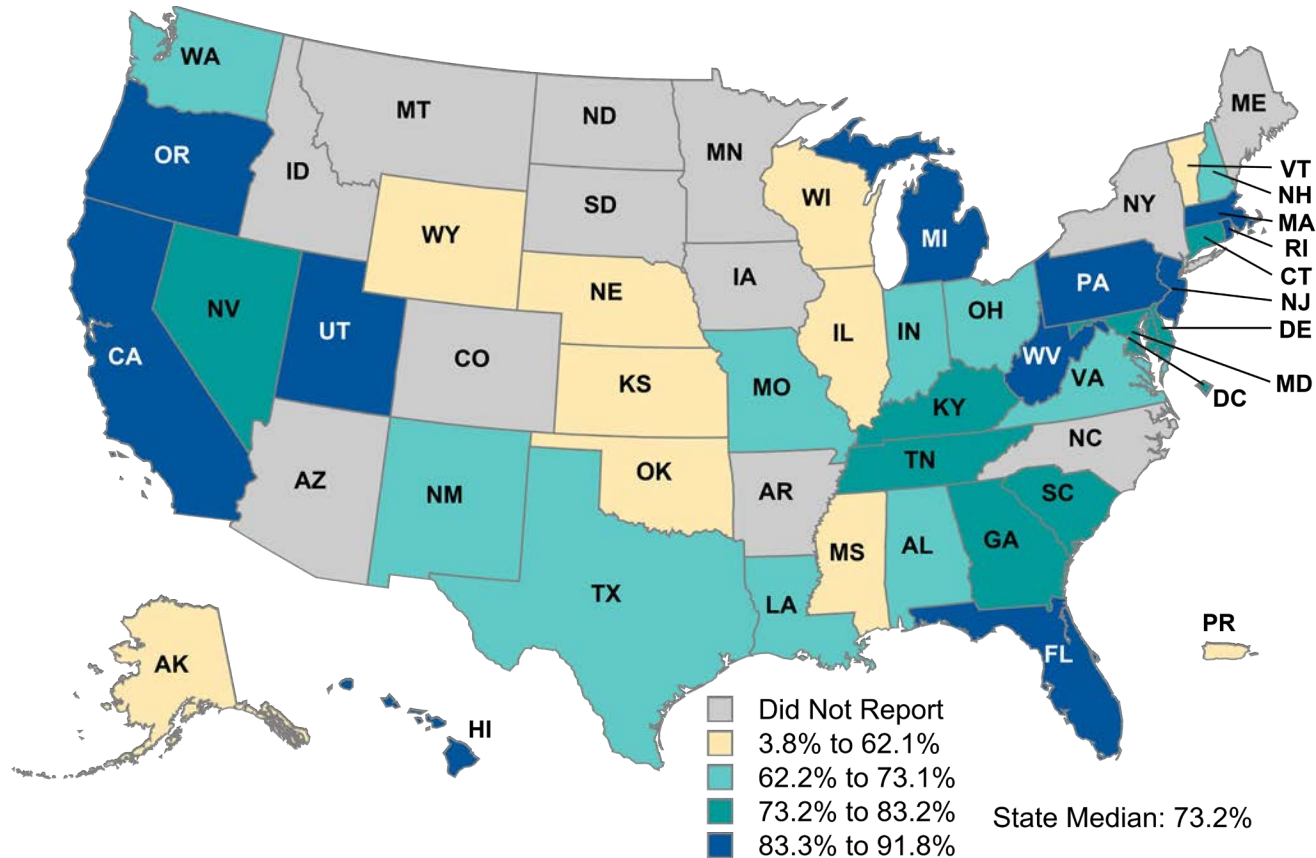 WA
MT
ND
MN
ME
OR
ID
SD
WI
MI
NY
VT
NH
MA
RI
CT
NJ
DE
MD
DC
WY
IA
NE
PA
NV
UT
CO
IL
IN
OH
WV
VA
CA
KS
MO
KY
NC
AZ
NM
OK
AR
TN
SC
MS
AL
GA
TX
LA
FL
PR
AK
HI
Did Not Report
3.8% to 62.1%
62.2% to 73.1%
73.2% to 83.2%
83.3% to 91.8%
State Median: 73.2%